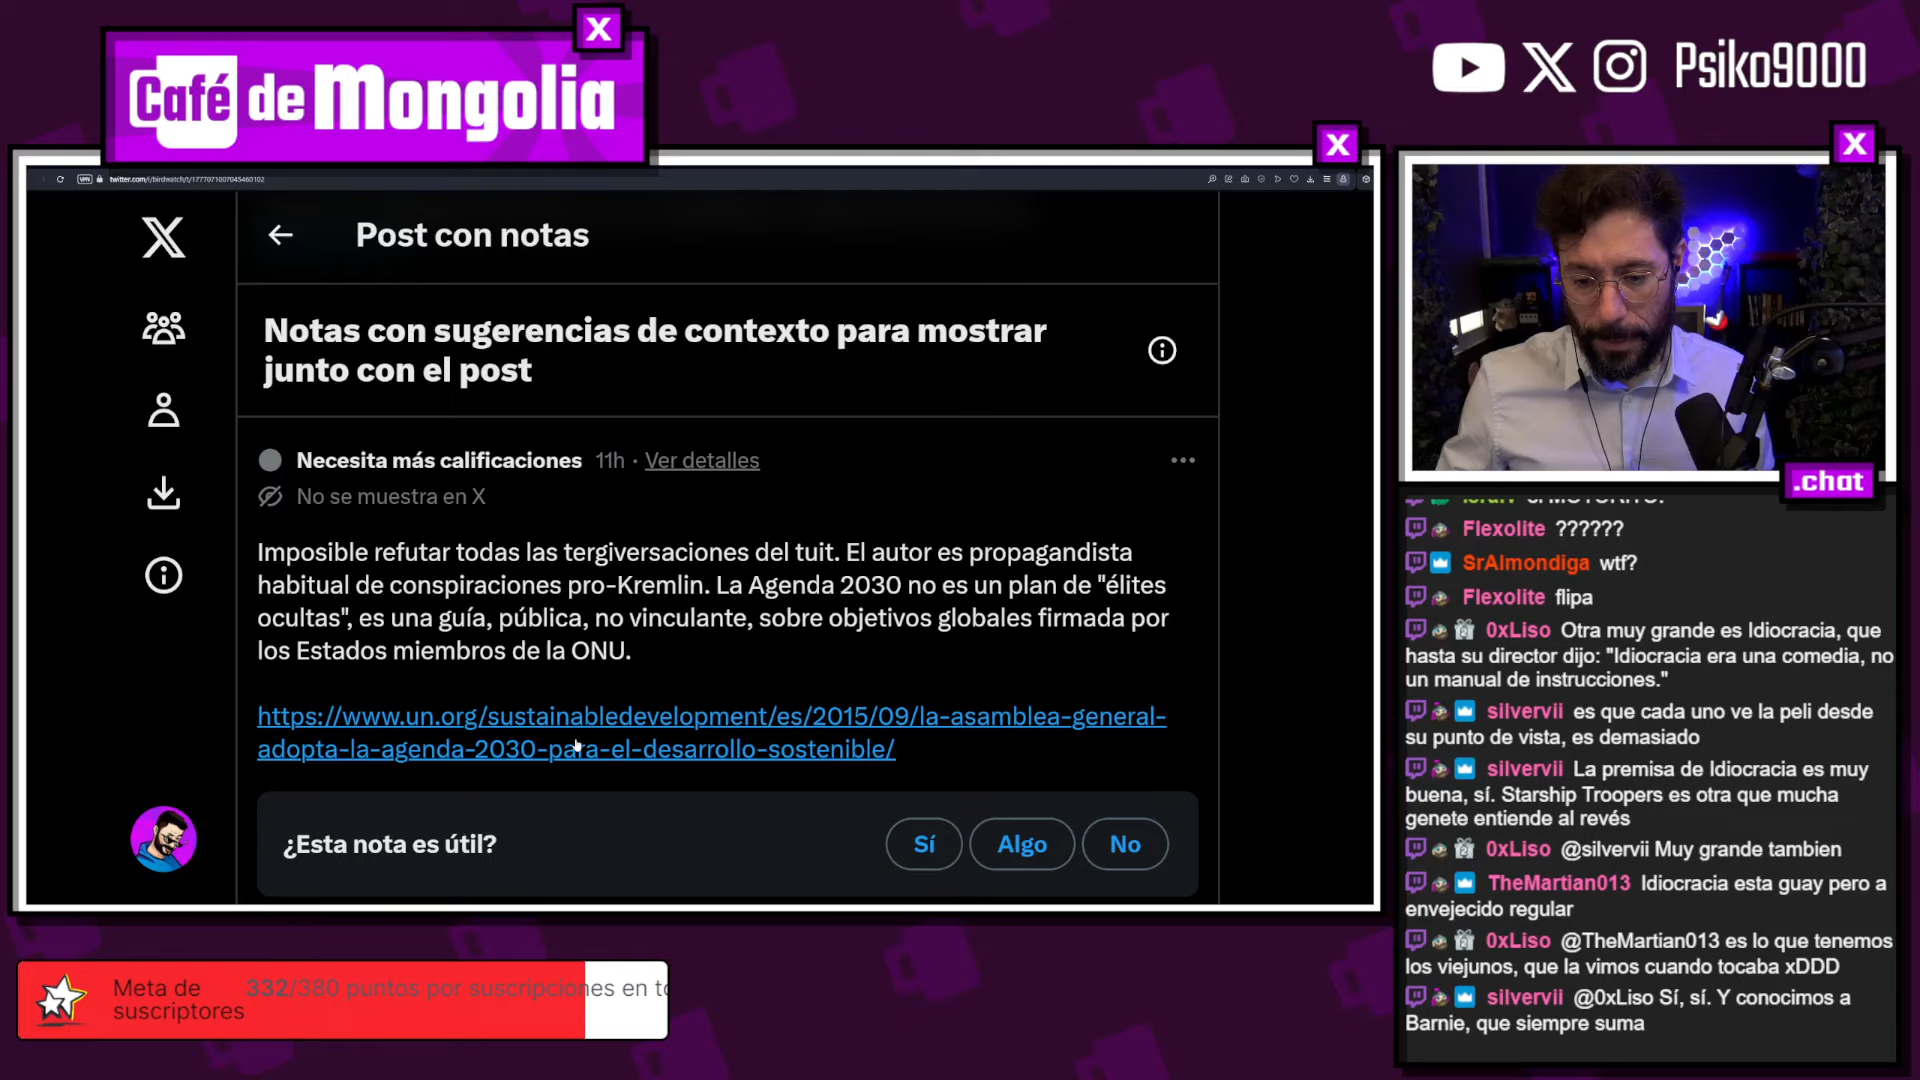 X
Café de Mongolia
Psiko9000
X
X
VPN
twitter.com/i/birdwatch/t/1777071007045460102
Post con notas
Notas con sugerencias de contexto para mostrar
junto con el post
Necesita más calificaciones 11h · Ver detalles
No se muestra en X
Imposible refutar todas las tergiversaciones del tuit. El autor es propagandista
habitual de conspiraciones pro-Kremlin. La Agenda 2030 no es un plan de "élites
ocultas", es una guía, pública, no vinculante, sobre objetivos globales firmada por
los Estados miembros de la ONU.
https://www.un.org/sustainabledevelopment/es/2015/09/la-asamblea-general-
adopta-la-agenda-2030-para-el-desarrollo-sostenible/
¿Esta nota es útil?
Sí
Algo
No
Meta de
suscriptores
332/380 puntos por suscripciones en to
.chat
Flexolite ??????
SrAlmondiga wtf?
Flexolite flipa
0xLiso Otra muy grande es Idiocracia, que
hasta su director dijo: "Idiocracia era una comedia, no
un manual de instrucciones."
silvervii es que cada uno ve la peli desde
su punto de vista, es demasiado
silvervii La premisa de Idiocracia es muy
buena, sí. Starship Troopers es otra que mucha
genete entiende al revés
0xLiso @silvervii Muy grande tambien
TheMartian013 Idiocracia esta guay pero a
envejecido regular
0xLiso @TheMartian013 es lo que tenemos
los viejunos, que la vimos cuando tocaba xDDD
silvervii @0xLiso Sí, sí. Y conocimos a
Barnie, que siempre suma